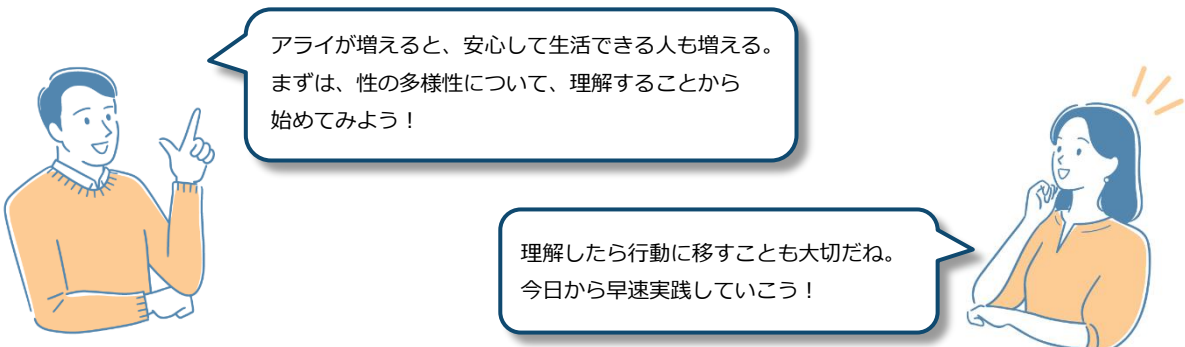 アライが増えると、安心して生活できる人も増える。
まずは、性の多様性について、理解することから
始めてみよう！
理解したら行動に移すことも大切だね。
今日から早速実践していこう！